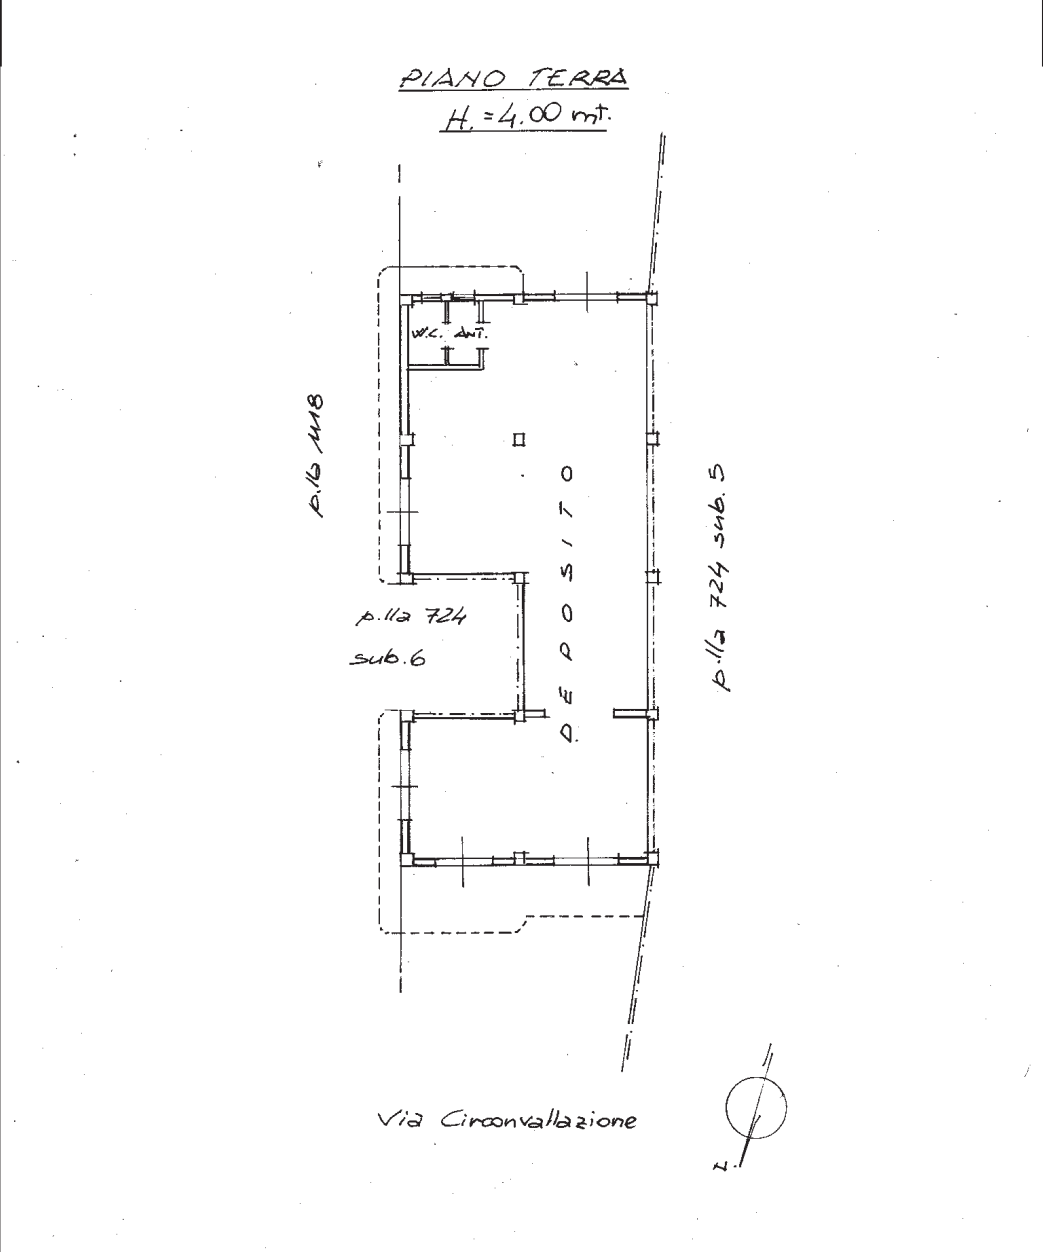 PIANO TERRA
H. = 4.00 mt.
W.C. ANT.
p.lla 1118
DEPOSITO
p.lla 724 sub. 5
p.lla 724
sub. 6
Via Circonvallazione
N.